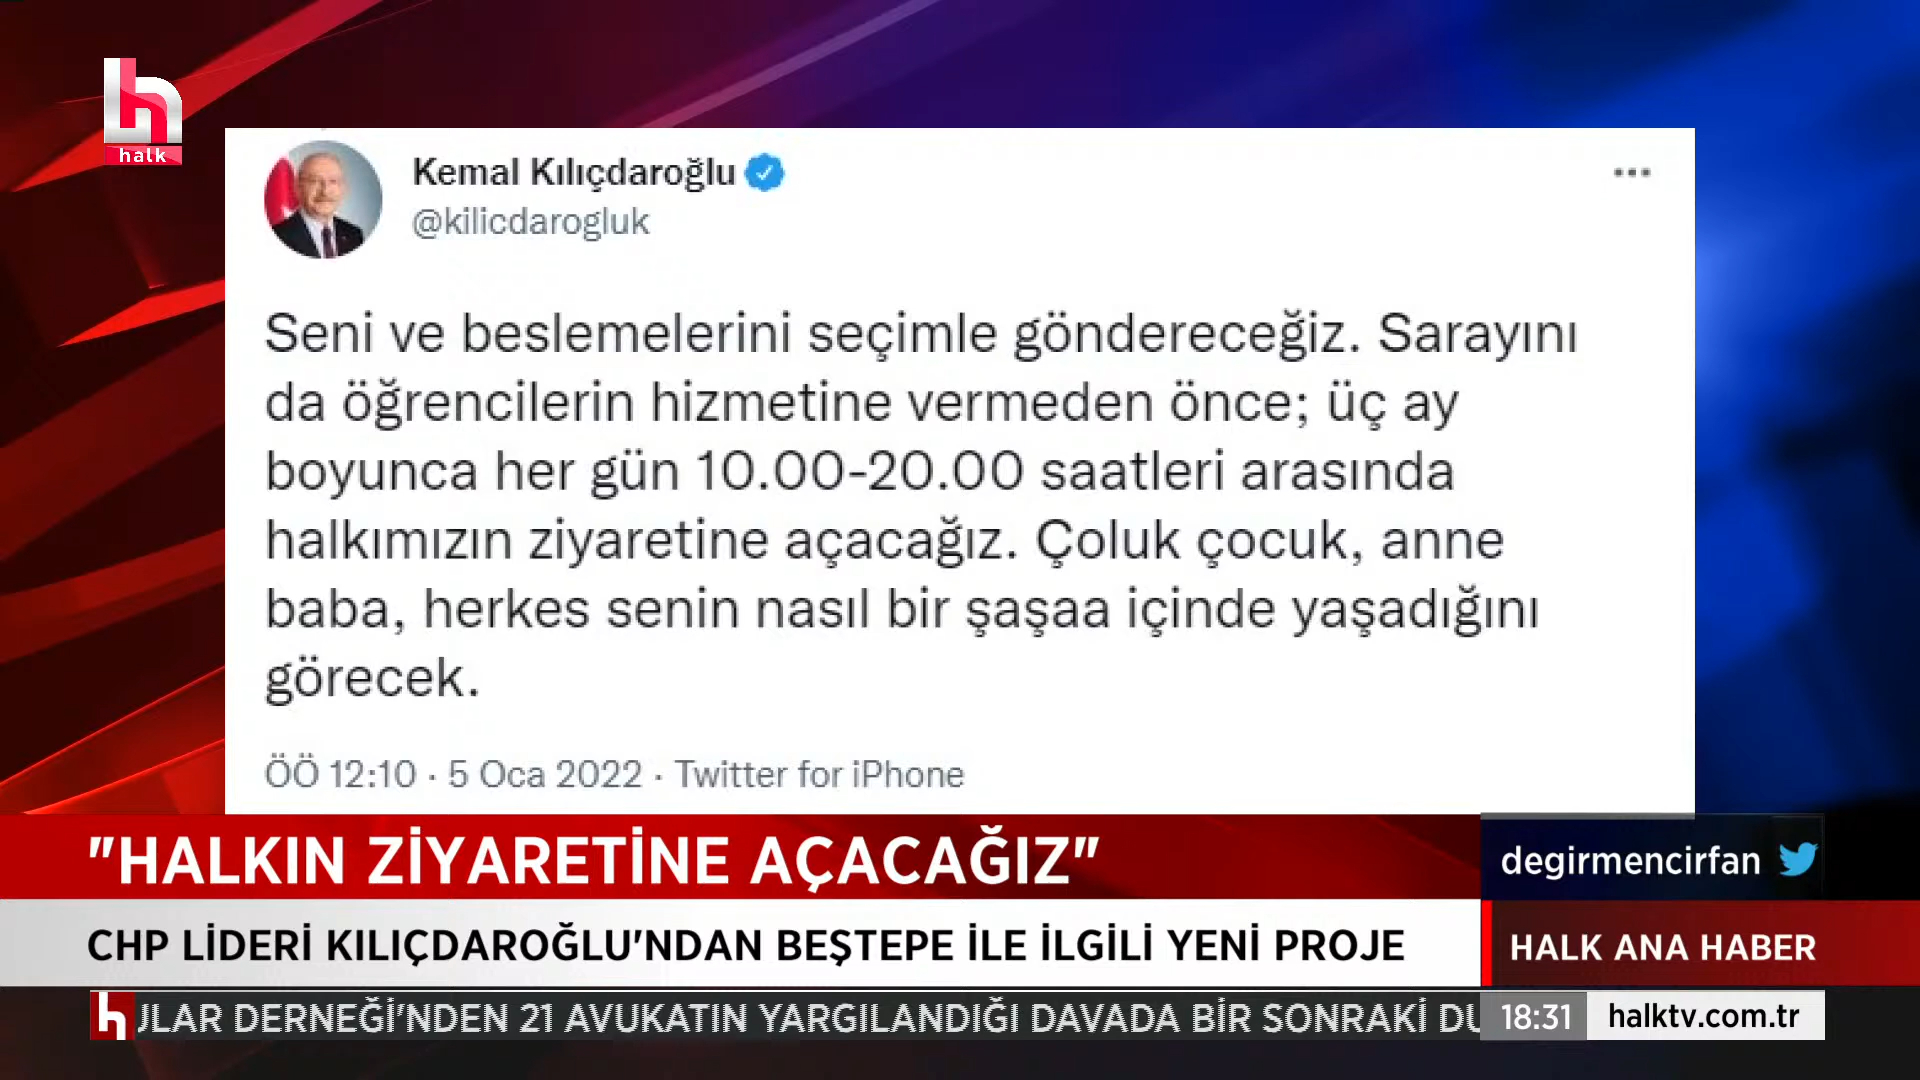 halk
Kemal Kılıçdaroğlu
@kilicdarogluk
Seni ve beslemelerini seçimle göndereceğiz. Sarayını
da öğrencilerin hizmetine vermeden önce; üç ay
boyunca her gün 10.00-20.00 saatleri arasında
halkımızın ziyaretine açacağız. Çoluk çocuk, anne
baba, herkes senin nasıl bir şaşaa içinde yaşadığını
görecek.
ÖÖ 12:10 · 5 Oca 2022 · Twitter for iPhone
"HALKIN ZİYARETİNE AÇACAĞIZ"
degirmencirfan
CHP LİDERİ KILIÇDAROĞLU'NDAN BEŞTEPE İLE İLGİLİ YENİ PROJE
HALK ANA HABER
DERNEĞİ'NDEN 21 AVUKATIN YARGILANDIĞI DAVADA BİR SONRAKİ
18:31
halktv.com.tr